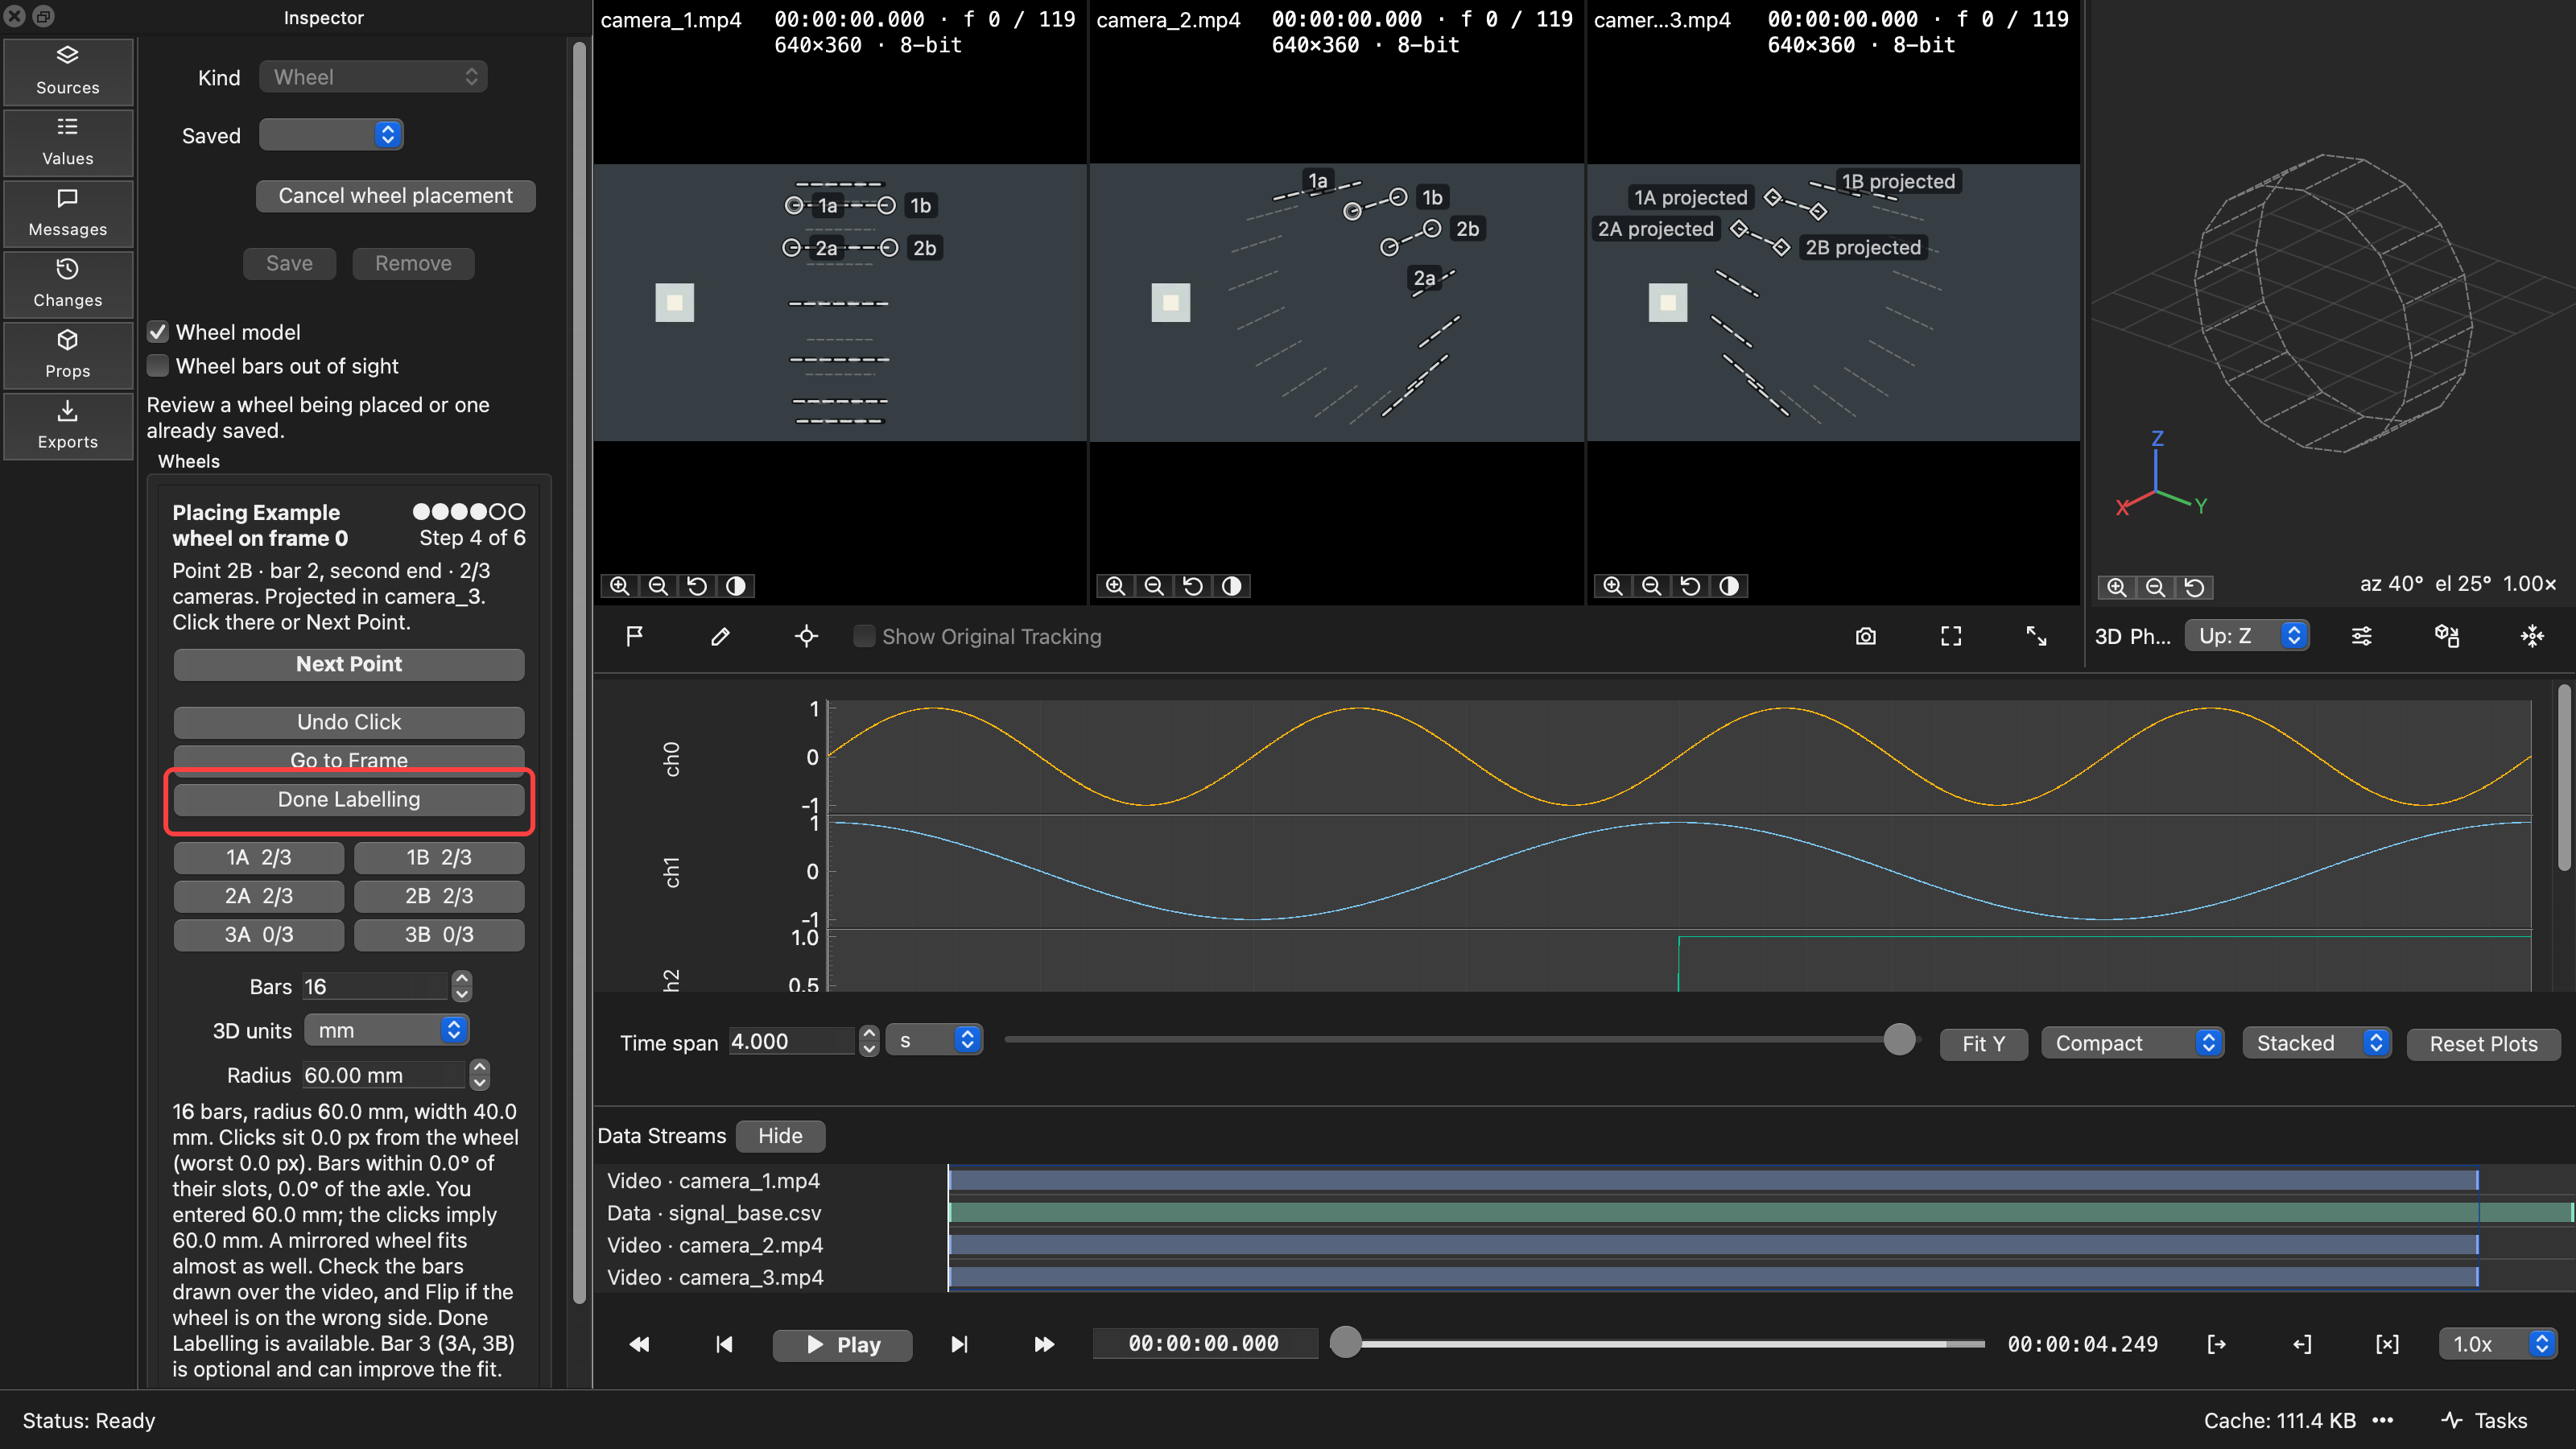 Inspector
Sources
Values
Messages
Changes
Props
Exports
Kind
Wheel
Saved
Cancel wheel placement
Save
Remove
Wheel model
Wheel bars out of sight
Review a wheel being placed or one
already saved.
Wheels
Placing Example
wheel on frame 0
Step 4 of 6
Point 2B · bar 2, second end · 2/3
cameras. Projected in camera_3.
Click there or Next Point.
Next Point
Undo Click
Go to Frame
Done Labelling
1A 2/3
1B 2/3
2A 2/3
2B 2/3
3A 0/3
3B 0/3
Bars 16
3D units mm
Radius 60.00 mm
16 bars, radius 60.0 mm, width 40.0
mm. Clicks sit 0.0 px from the wheel
(worst 0.0 px). Bars within 0.0° of
their slots, 0.0° of the axle. You
entered 60.0 mm; the clicks imply
60.0 mm. A mirrored wheel fits
almost as well. Check the bars
drawn over the video, and Flip if the
wheel is on the wrong side. Done
Labelling is available. Bar 3 (3A, 3B)
is optional and can improve the fit.
camera_1.mp4
00:00:00.000 · f 0 / 119
640×360 · 8-bit
1a
1b
2a
2b
camera_2.mp4
00:00:00.000 · f 0 / 119
640×360 · 8-bit
1a
1b
2b
2a
camer...3.mp4
00:00:00.000 · f 0 / 119
640×360 · 8-bit
1B projected
1A projected
2A projected
2B projected
Z
X
Y
az 40° el 25° 1.00×
Show Original Tracking
3D Ph...
Up: Z
ch0
1
0
-1
ch1
1
0
-1
h2
1.0
0.5
Time span 4.000
s
Fit Y
Compact
Stacked
Reset Plots
Data Streams
Hide
Video · camera_1.mp4
Data · signal_base.csv
Video · camera_2.mp4
Video · camera_3.mp4
Play
00:00:00.000
00:00:04.249
1.0x
Status: Ready
Cache: 111.4 KB
Tasks